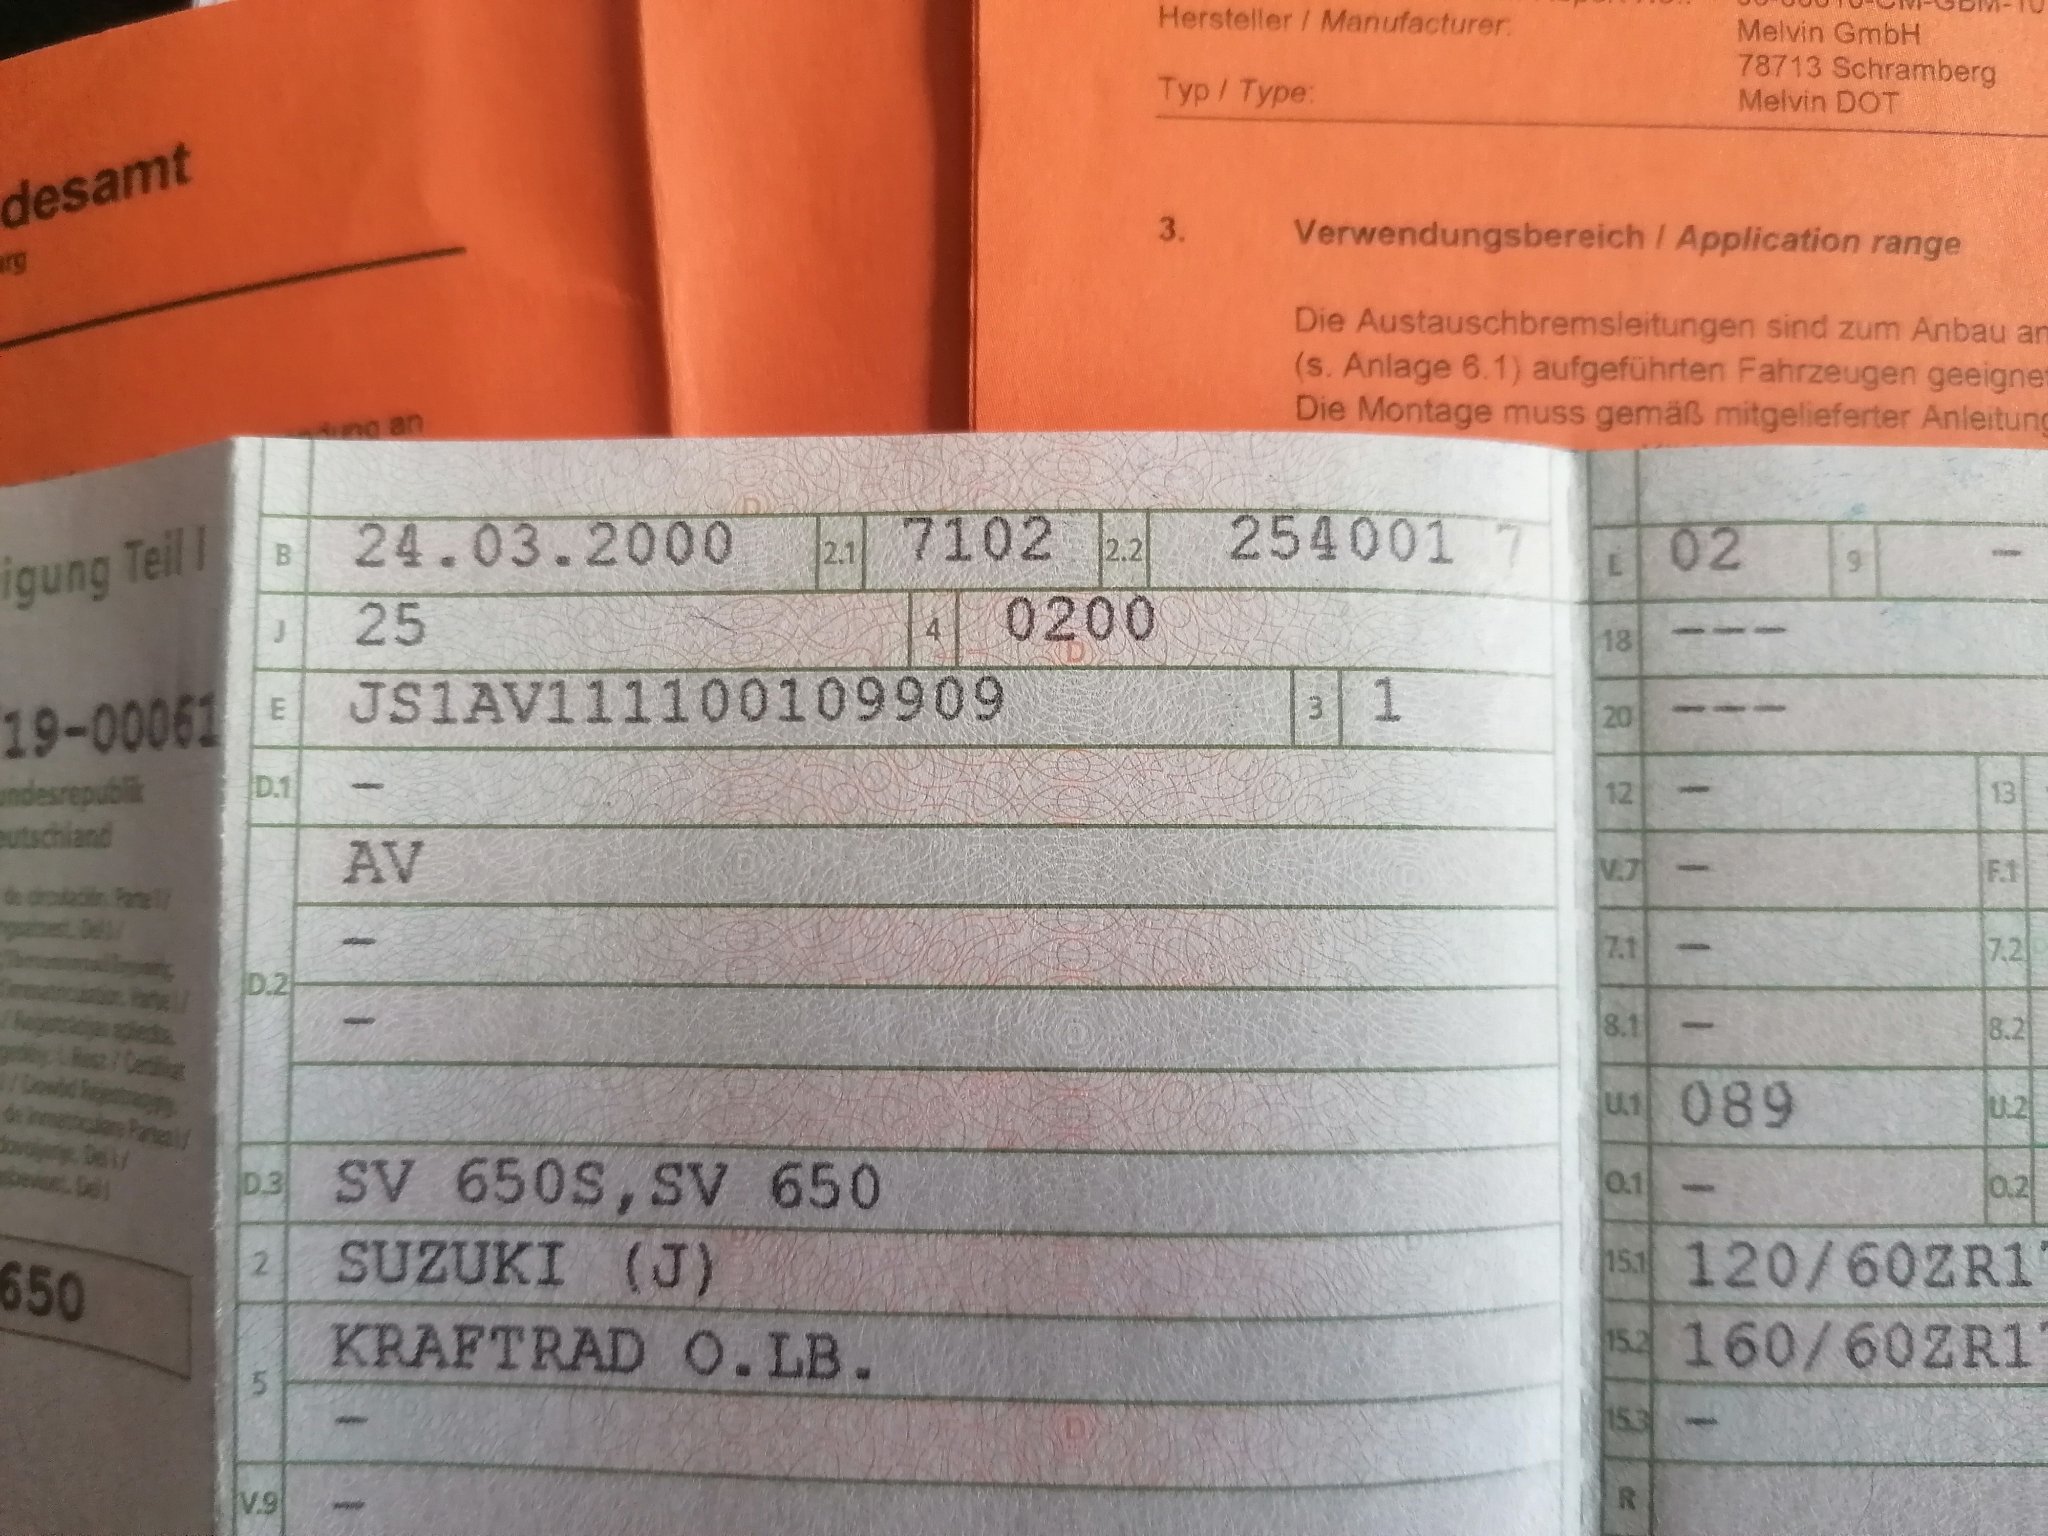 desamt
Hersteller / Manufacturer:
Melvin GmbH
78713 Schramberg
Typ / Type:
Melvin DOT
3. Verwendungsbereich / Application range
Die Austauschbremsleitungen sind zum Anbau an
(s. Anlage 6.1) aufgeführten Fahrzeugen geeignet
Die Montage muss gemäß mitgelieferter Anleitung
igung Teil I
19-00061
undesrepublik
eutschland
650
B 24.03.2000 2.1 7102 2.2 254001 7
J 25 4 0200
E JS1AV111100109909 3 1
D.1 –
AV
–
D.2
–
D.3 SV 650S,SV 650
2 SUZUKI (J)
KRAFTRAD O.LB.
5
–
V.9 –
L 02 9 –
18 ---
20 ---
12 – 13
V.7 – F.1
7.1 – 7.2
8.1 – 8.2
U.1 089 U.2
O.1 – O.2
15.1 120/60ZR17
15.2 160/60ZR17
15.3 –
R